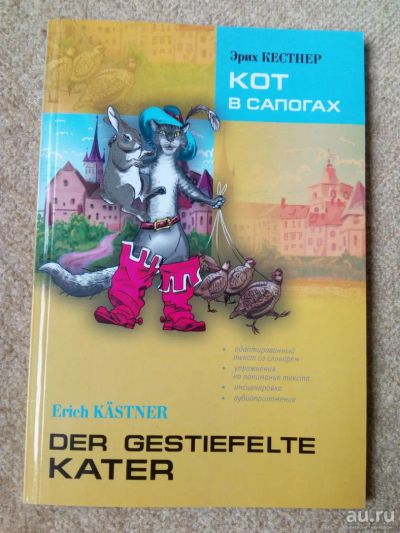 Эрих КЕСТНЕР
КОТ
В САПОГАХ
• адаптированный
текст со словарем
• упражнения
на понимание текста
• инсценировка
• аудиоприложение
Erich KÄSTNER
DER GESTIEFELTE
KATER
au.ru